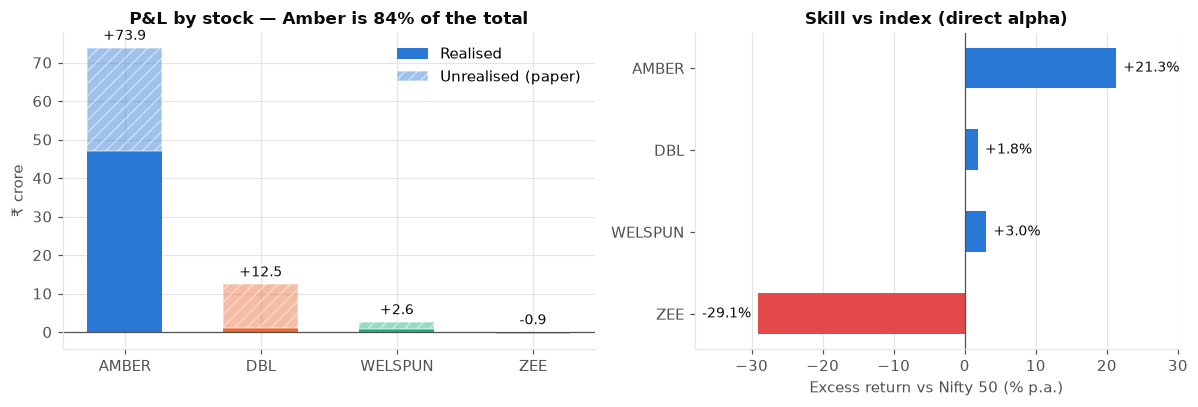 P&L by stock — Amber is 84% of the total
+73.9
Realised
Unrealised (paper)
+12.5
+2.6
-0.9
70
60
50
40
30
20
10
0
₹ crore
AMBER
DBL
WELSPUN
ZEE
Skill vs index (direct alpha)
AMBER
+21.3%
DBL
+1.8%
WELSPUN
+3.0%
ZEE
-29.1%
−30
−20
−10
0
10
20
30
Excess return vs Nifty 50 (% p.a.)